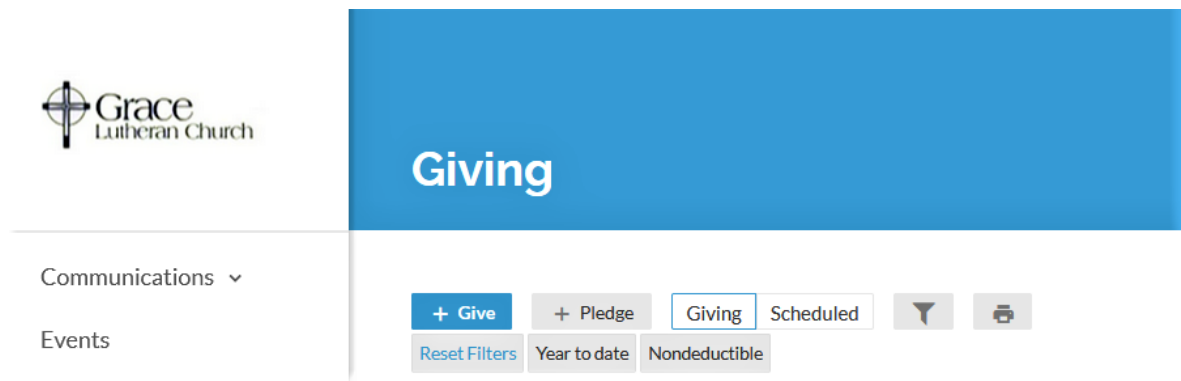 Grace
Lutheran Church
Giving
Communications
Events
+ Give + Pledge Giving Scheduled
Reset Filters Year to date Nondeductible